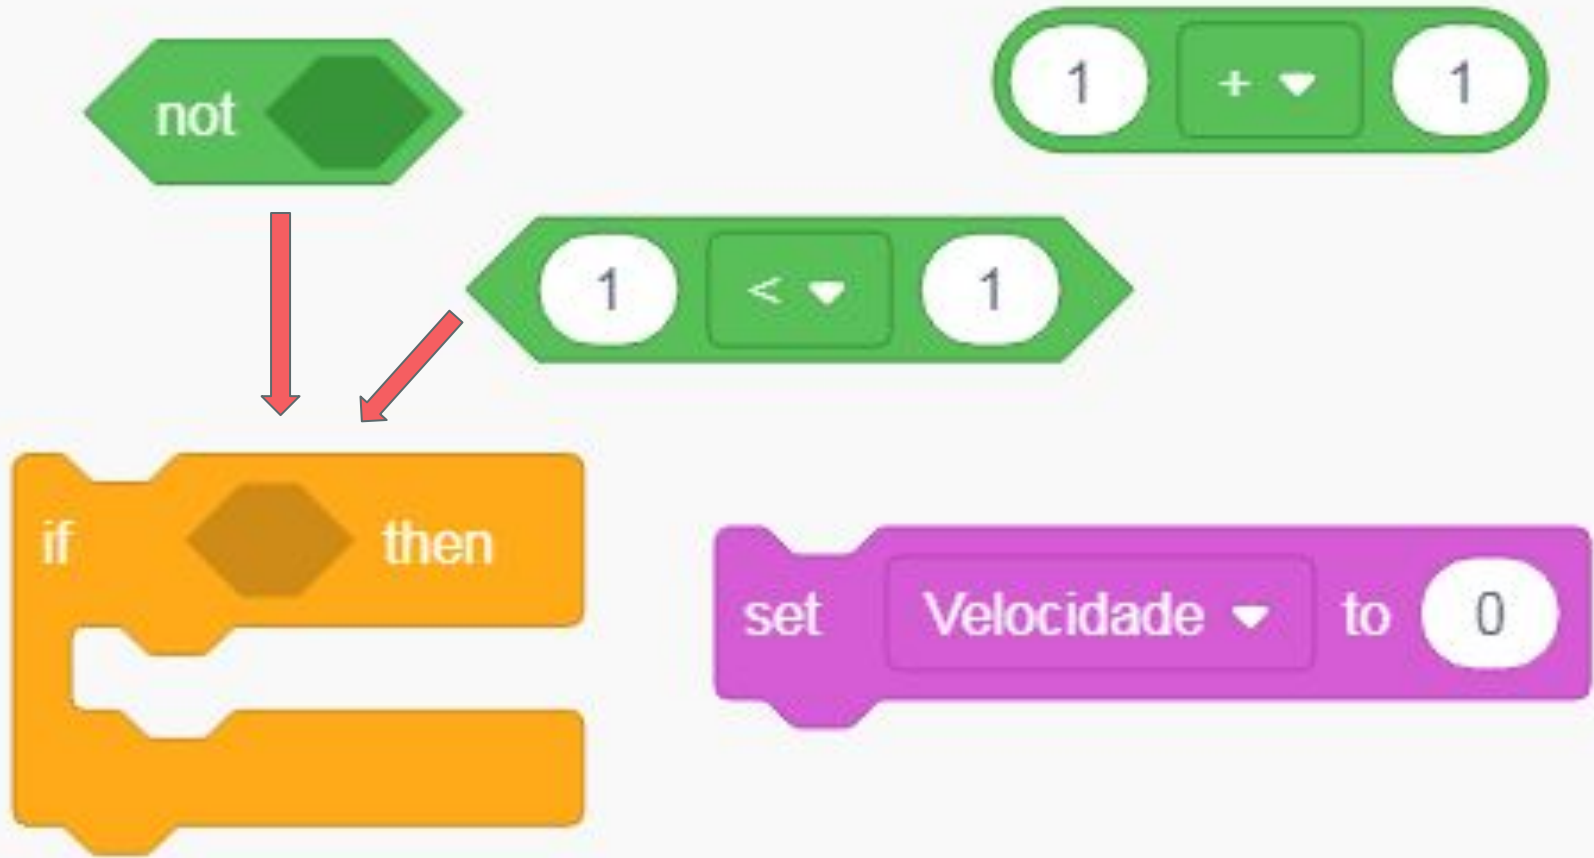 not
1 + 1
1 < 1
if then
set Velocidade to 0